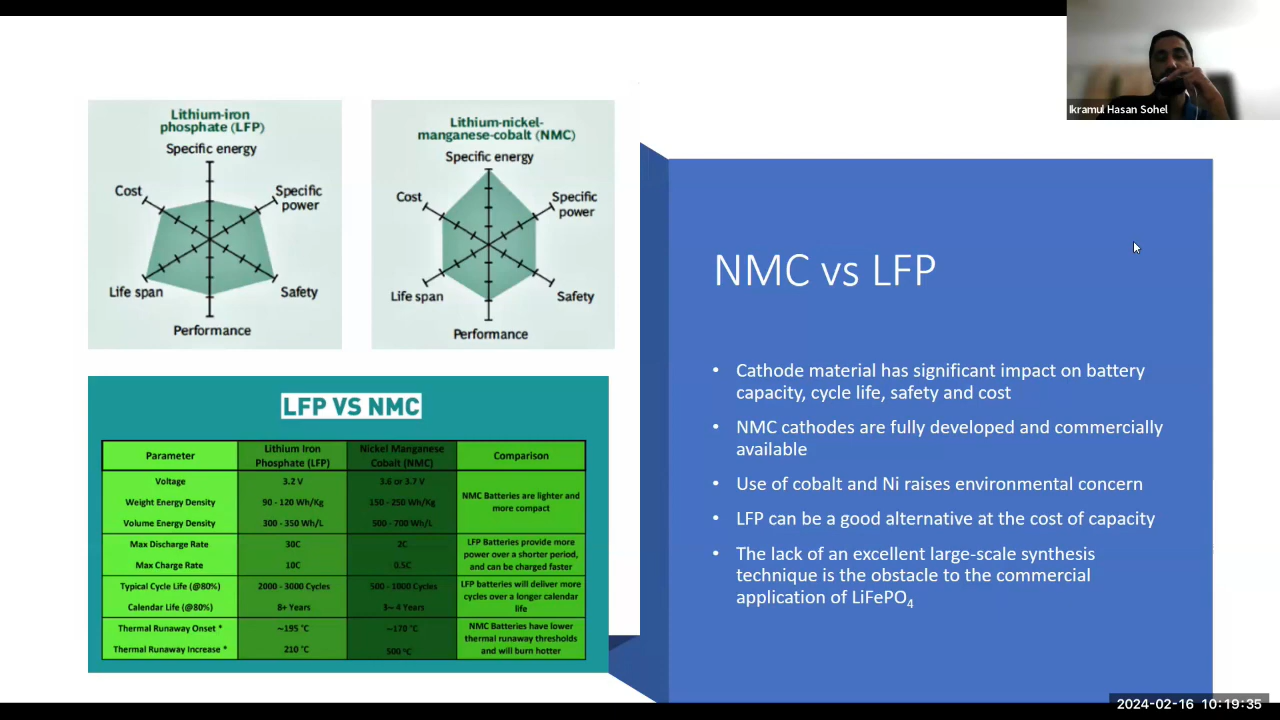 Ikramul Hasan Sohel
Lithium-iron
phosphate (LFP)
Specific energy
Cost
Specific
power
Life span
Safety
Performance
Lithium-nickel-
manganese-cobalt (NMC)
Specific energy
Cost
Specific
power
Life span
Safety
Performance
LFP VS NMC
Parameter
Lithium Iron
Phosphate (LFP)
Nickel Manganese
Cobalt (NMC)
Comparison
Voltage
3.2 V
3.6 or 3.7 V
Weight Energy Density
90 - 120 Wh/Kg
150 - 250 Wh/Kg
Volume Energy Density
300 - 350 Wh/L
500 - 700 Wh/L
NMC Batteries are lighter and
more compact
Max Discharge Rate
30C
2C
Max Charge Rate
10C
0.5C
LFP Batteries provide more
power over a shorter period,
and can be charged faster
Typical Cycle Life (@80%)
2000 - 3000 Cycles
500 - 1000 Cycles
Calendar Life (@80%)
8+ Years
3~ 4 Years
LFP batteries will deliver more
cycles over a longer calendar
life
Thermal Runaway Onset *
~195 °C
~170 °C
Thermal Runaway Increase *
210 °C
500 °C
NMC Batteries have lower
thermal runaway thresholds
and will burn hotter
NMC vs LFP
• Cathode material has significant impact on battery
capacity, cycle life, safety and cost
• NMC cathodes are fully developed and commercially
available
• Use of cobalt and Ni raises environmental concern
• LFP can be a good alternative at the cost of capacity
• The lack of an excellent large-scale synthesis
technique is the obstacle to the commercial
application of LiFePO₄
2024-02-16 10:19:35